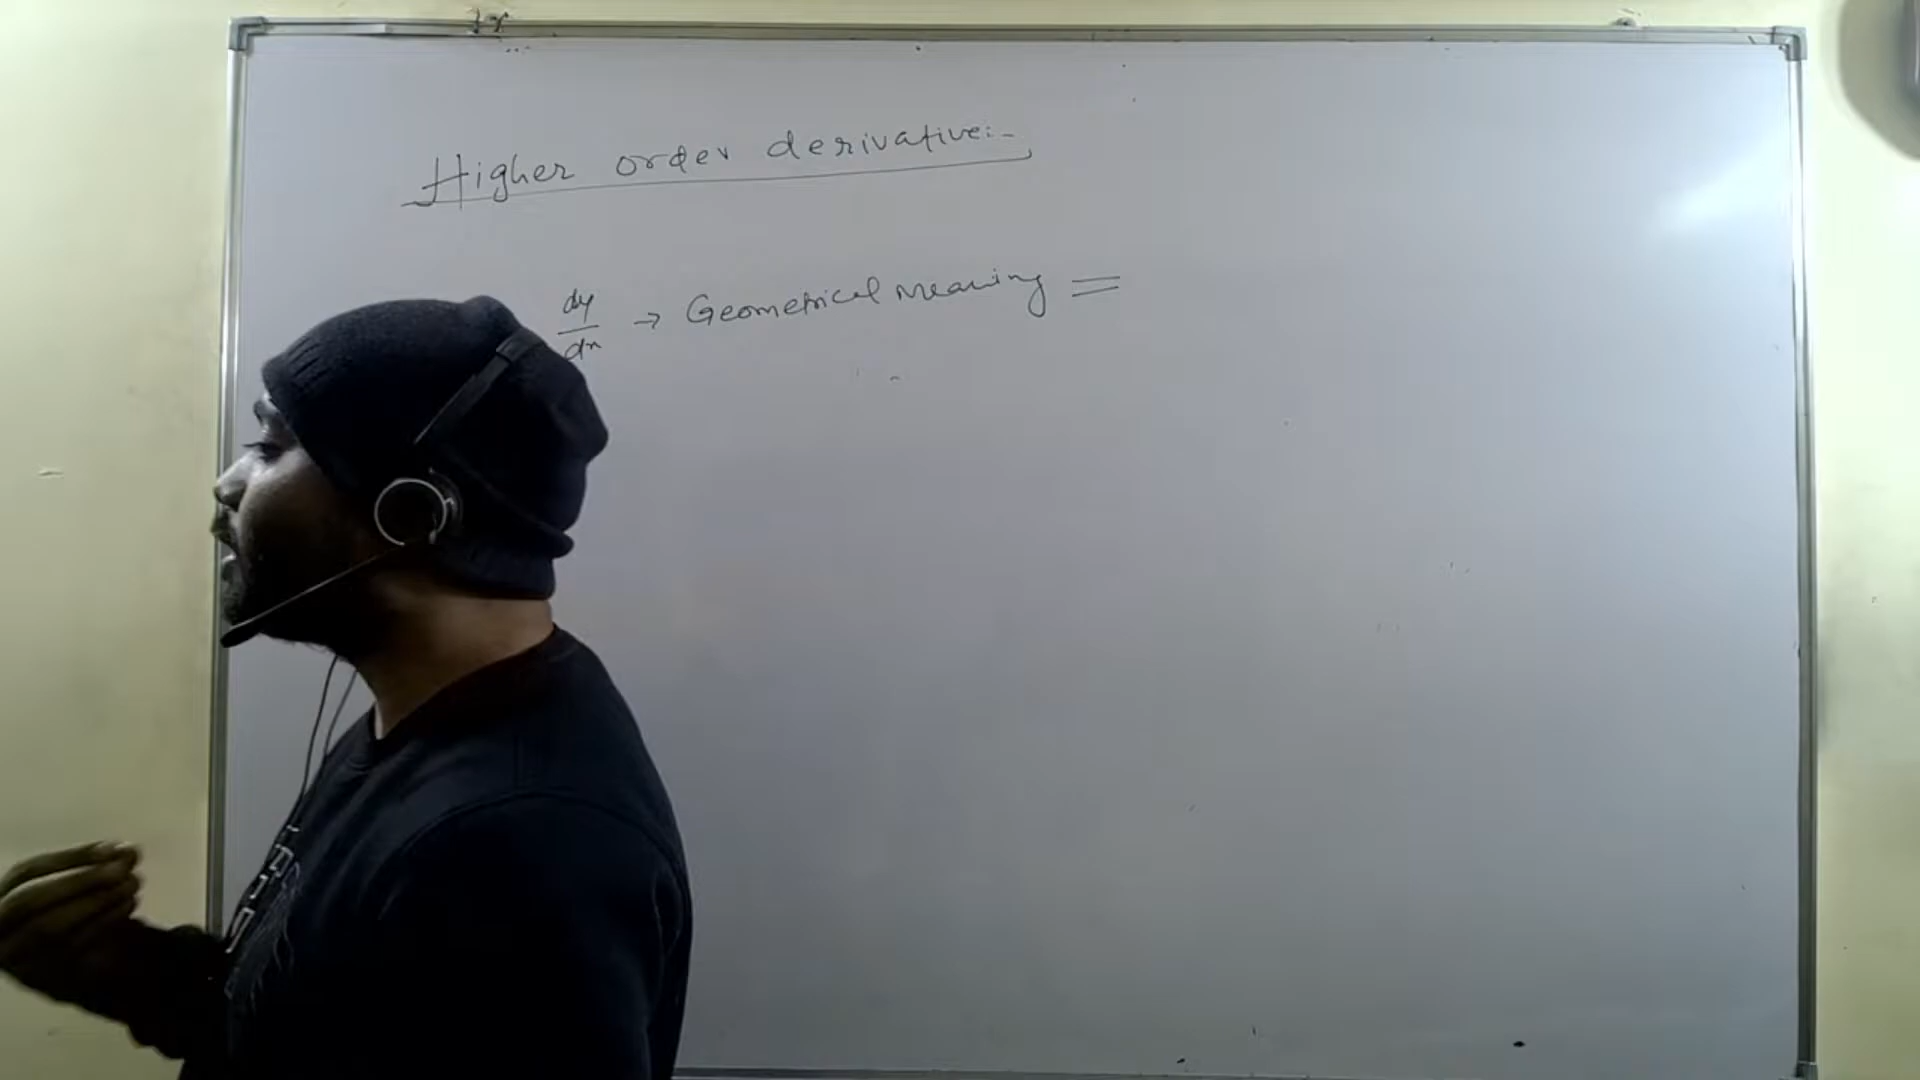 Higher order derivative:-
dy
dx → Geometrical meaning =